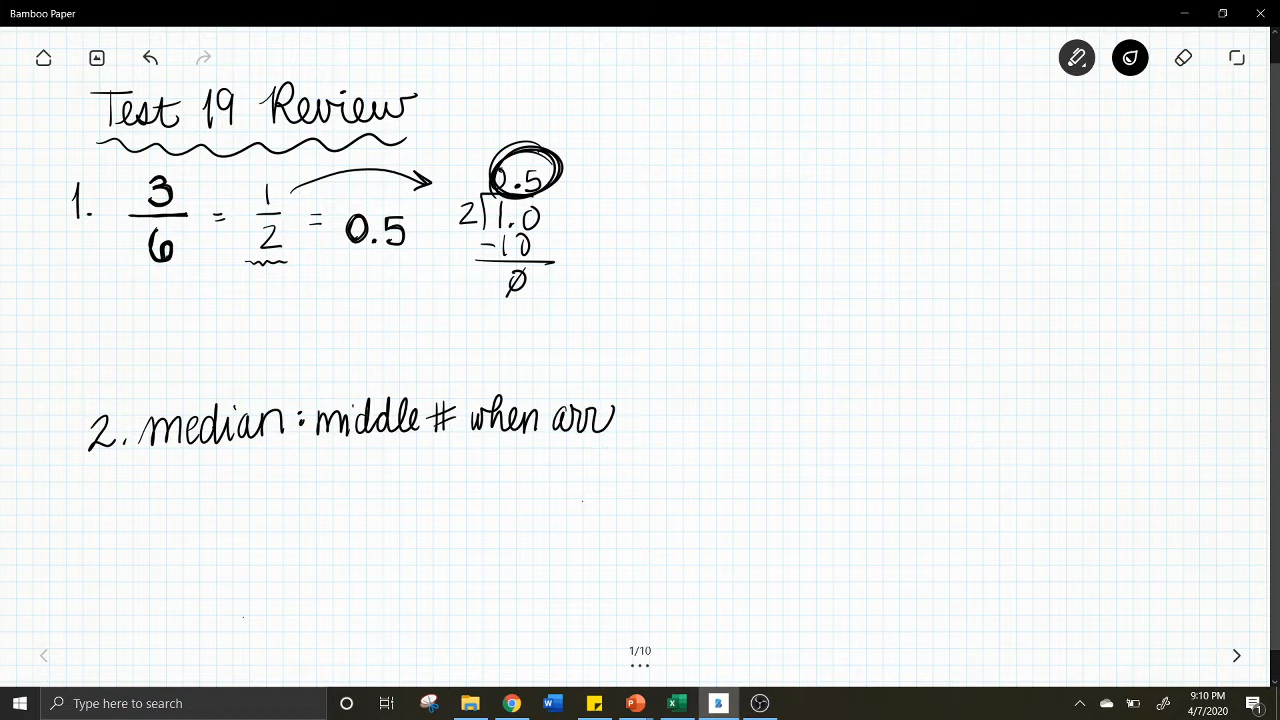 Bamboo Paper
Test 19 Review
1. 3/6 = 1/2 = 0.5
0.5
2 1.0
-10
0
2. median: middle # when arr
1/10
Type here to search
9:10 PM
4/7/2020